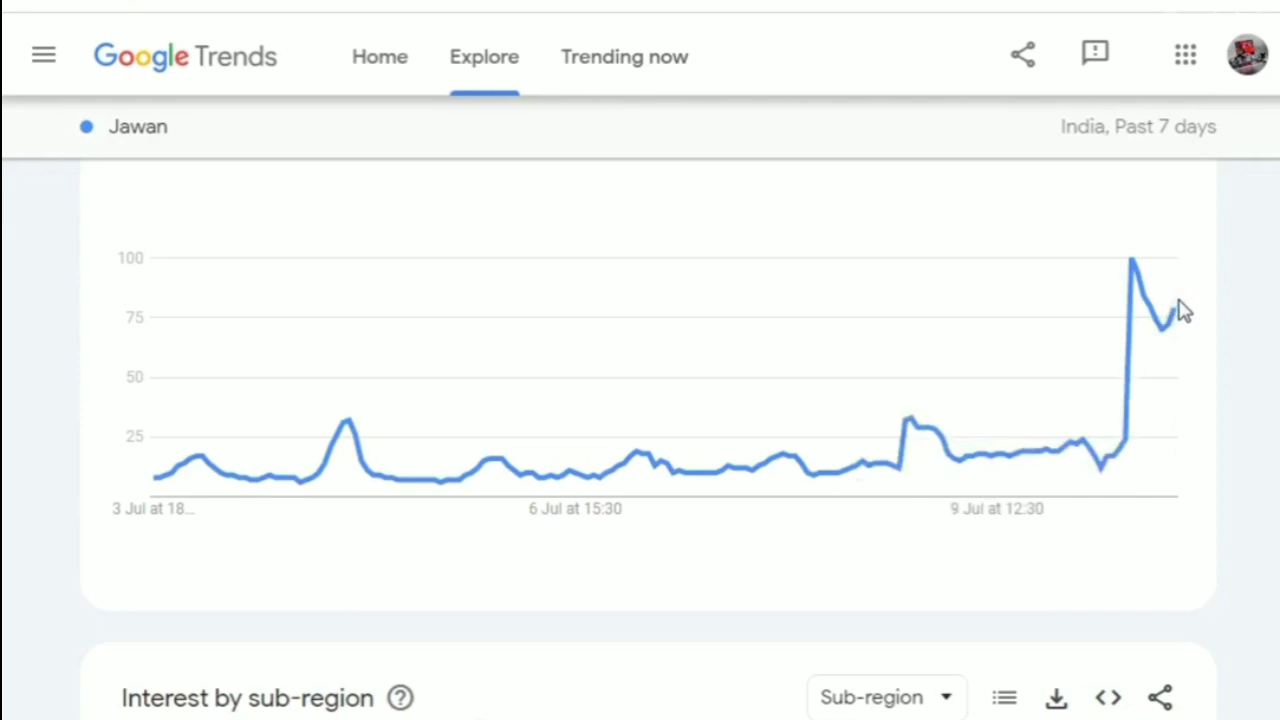 Google Trends Home Explore Trending now
Jawan India, Past 7 days
100
75
50
25
3 Jul at 18... 6 Jul at 15:30 9 Jul at 12:30
Interest by sub-region ? Sub-region